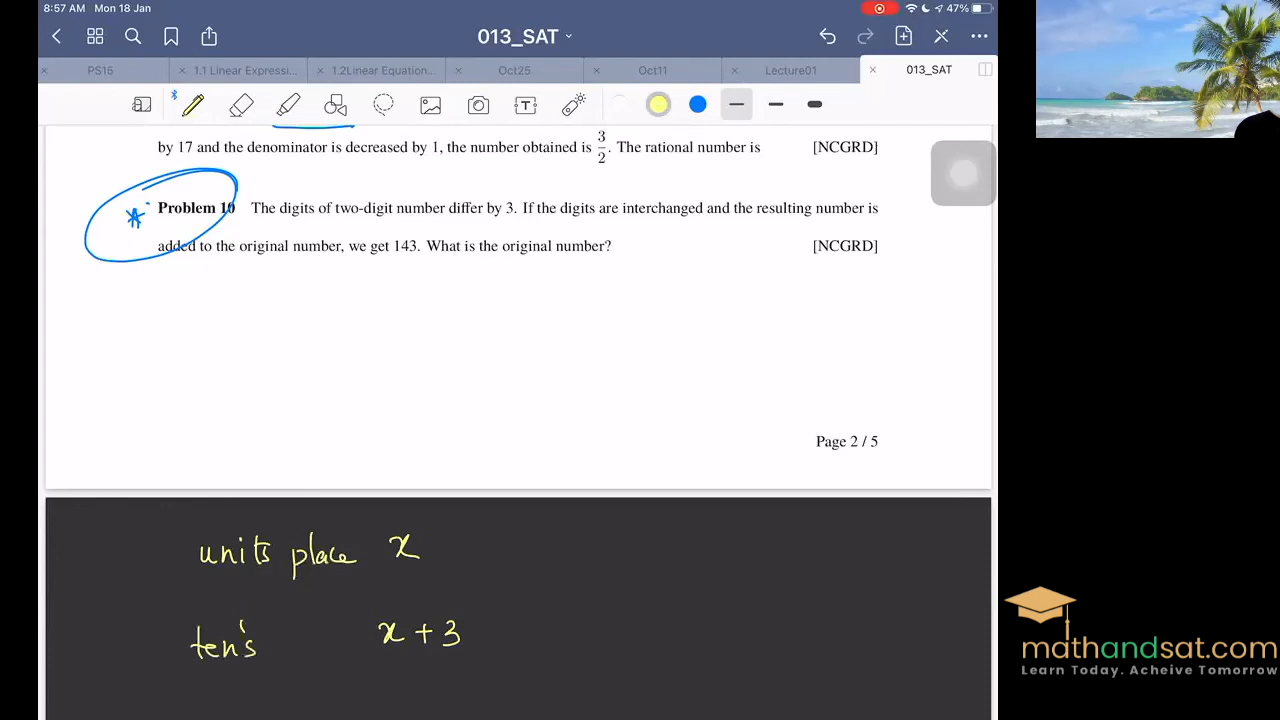 8:57 AM Mon 18 Jan
47%
013_SAT
PS15
1.1 Linear Expressi...
1.2Linear Equation...
Oct25
Oct11
Lecture01
013_SAT
by 17 and the denominator is decreased by 1, the number obtained is 3/2. The rational number is [NCGRD]
Problem 10 The digits of two-digit number differ by 3. If the digits are interchanged and the resulting number is
added to the original number, we get 143. What is the original number? [NCGRD]
Page 2 / 5
units place x
ten's x + 3
mathandsat.com
Learn Today. Acheive Tomorrow